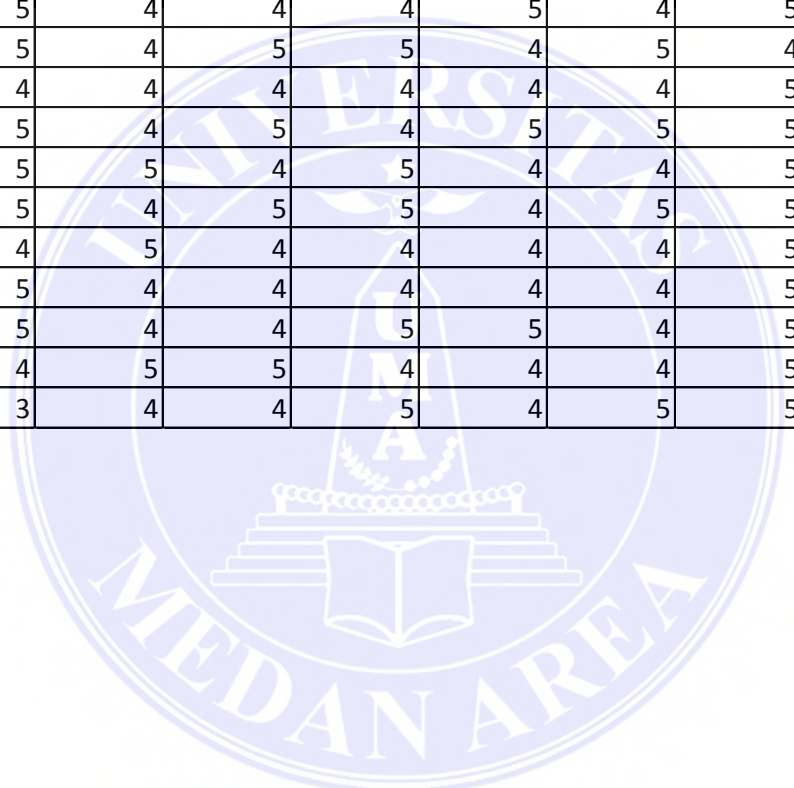 5 4 4 4 5 4 5
5 4 5 5 4 5 4
4 4 4 4 4 4 5
5 4 5 4 5 5 5
5 5 4 5 4 4 5
5 4 5 5 4 5 5
4 5 4 4 4 4 5
5 4 4 4 4 4 5
5 4 4 5 5 4 5
4 5 5 4 4 4 5
3 4 4 5 4 5 5
UNIVERSITAS
U
M
A
MEDAN AREA